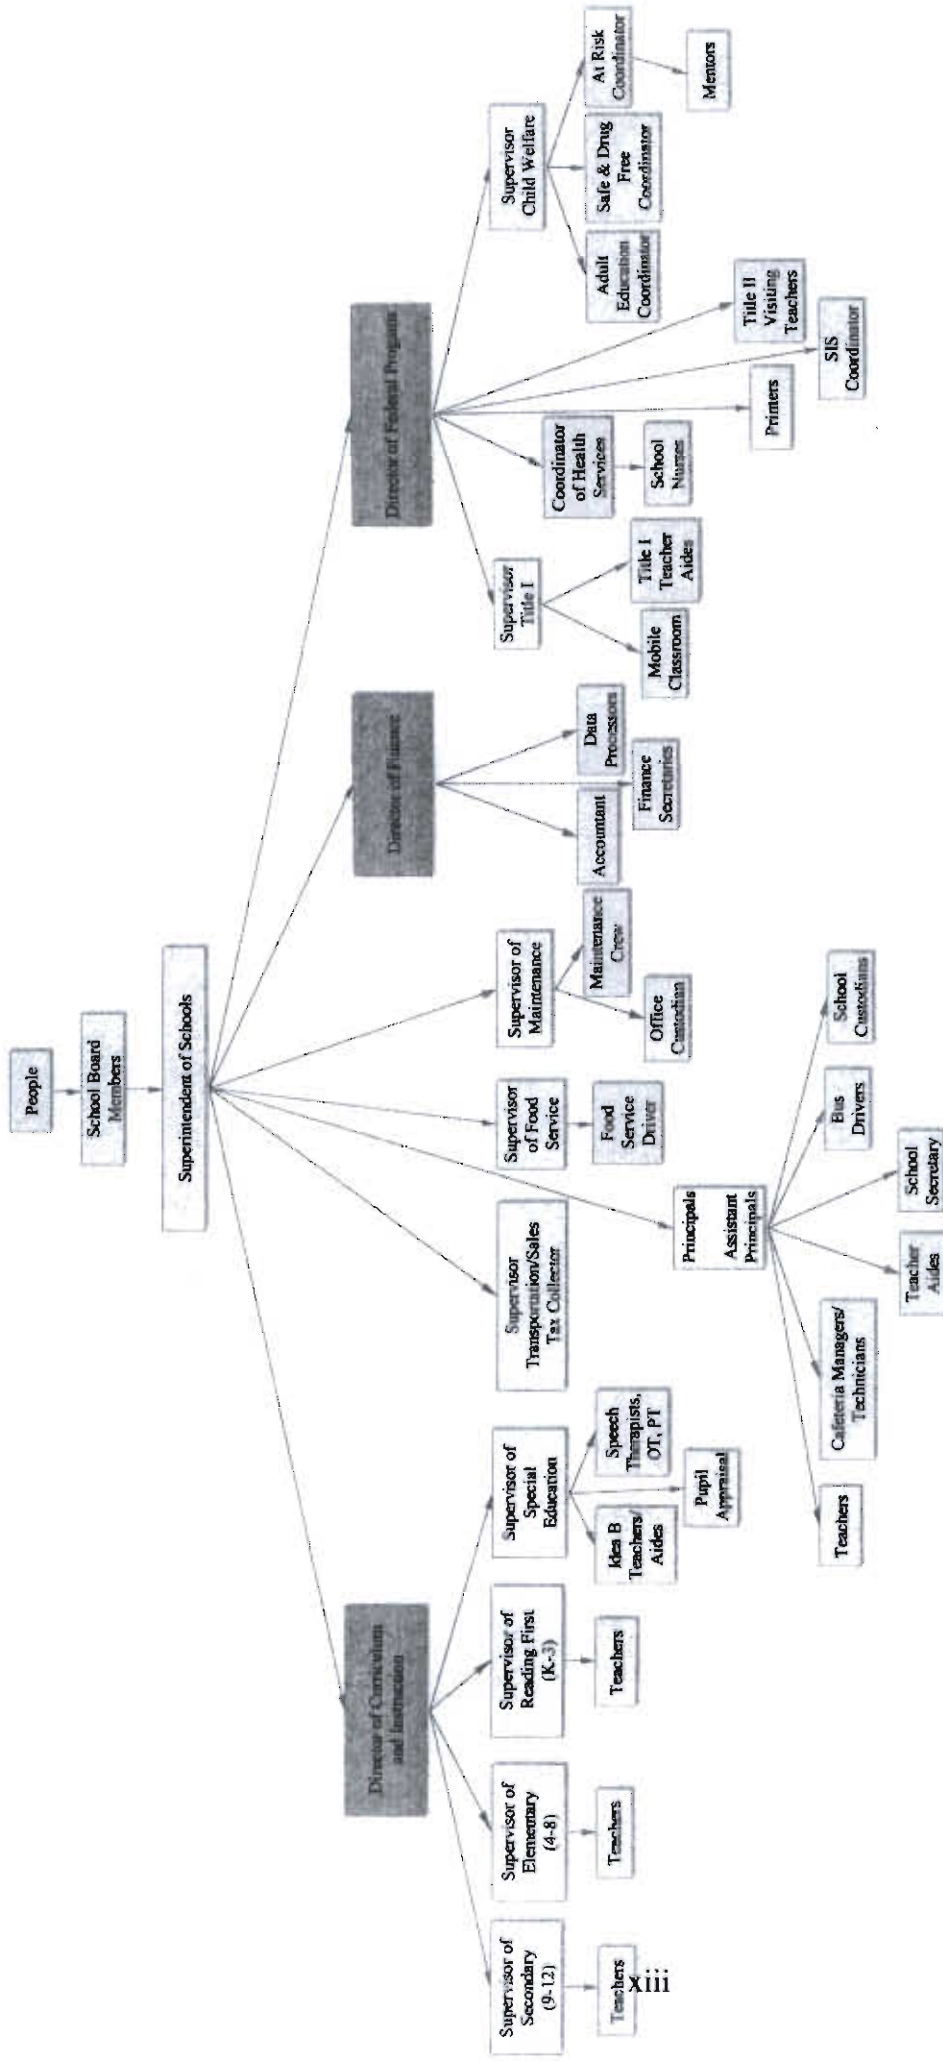 People
School Board
Members
Superintendent of Schools
Director of Curriculum
and Instruction
Director of Finance
Director of Federal Programs
Supervisor of
Secondary
(9-12)
Supervisor of
Elementary
(4-8)
Supervisor of
Reading First
(K-3)
Supervisor of
Special
Education
Supervisor
Transportation/Sales
Tax Collector
Supervisor
of Food
Service
Supervisor of
Maintenance
Supervisor
Title I
Coordinator
of Health
Services
Supervisor
Child Welfare
Teachers
Teachers
Teachers
Idea B
Teachers/
Aides
Speech
Therapists,
OT, PT
Pupil
Appraisal
Food
Service
Driver
Maintenance
Crew
Office
Custodian
Accountant
Data
Processors
Finance
Secretaries
Mobile
Classroom
Title I
Teacher
Aides
School
Nurses
Adult
Education
Coordinator
Safe & Drug
Free
Coordinator
At Risk
Coordinator
Mentors
Principals
Assistant
Principals
Printers
Title II
Visiting
Teachers
SIS
Coordinator
Teachers
Cafeteria Managers/
Technicians
Teacher
Aides
School
Secretary
Bus
Drivers
School
Custodians
xiii